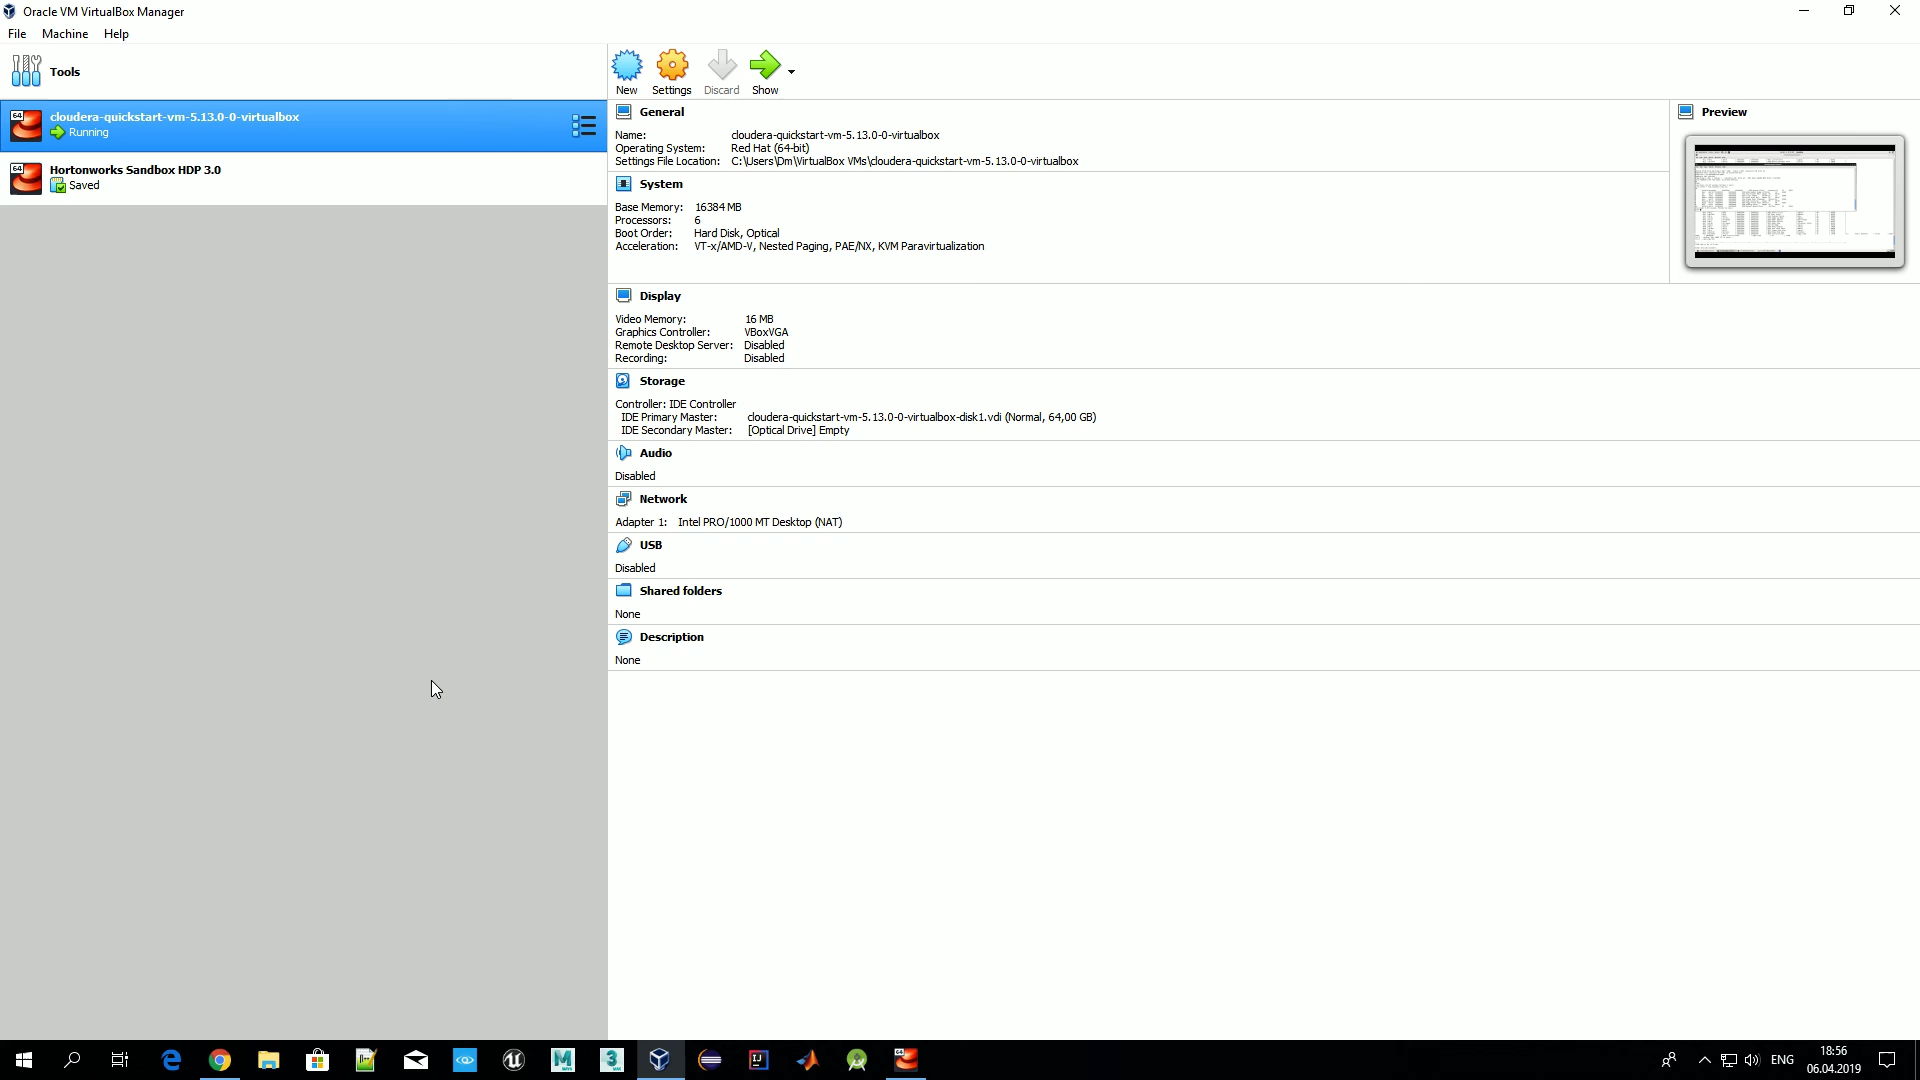 Oracle VM VirtualBox Manager
File Machine Help
Tools
New Settings Discard Show
64 cloudera-quickstart-vm-5.13.0-0-virtualbox
Running
64 Hortonworks Sandbox HDP 3.0
Saved
General
Name: cloudera-quickstart-vm-5.13.0-0-virtualbox
Operating System: Red Hat (64-bit)
Settings File Location: C:\Users\Dm\VirtualBox VMs\cloudera-quickstart-vm-5.13.0-0-virtualbox
Preview
System
Base Memory: 16384 MB
Processors: 6
Boot Order: Hard Disk, Optical
Acceleration: VT-x/AMD-V, Nested Paging, PAE/NX, KVM Paravirtualization
Display
Video Memory: 16 MB
Graphics Controller: VBoxVGA
Remote Desktop Server: Disabled
Recording: Disabled
Storage
Controller: IDE Controller
IDE Primary Master: cloudera-quickstart-vm-5.13.0-0-virtualbox-disk1.vdi (Normal, 64,00 GB)
IDE Secondary Master: [Optical Drive] Empty
Audio
Disabled
Network
Adapter 1: Intel PRO/1000 MT Desktop (NAT)
USB
Disabled
Shared folders
None
Description
None
ENG
18:56
06.04.2019